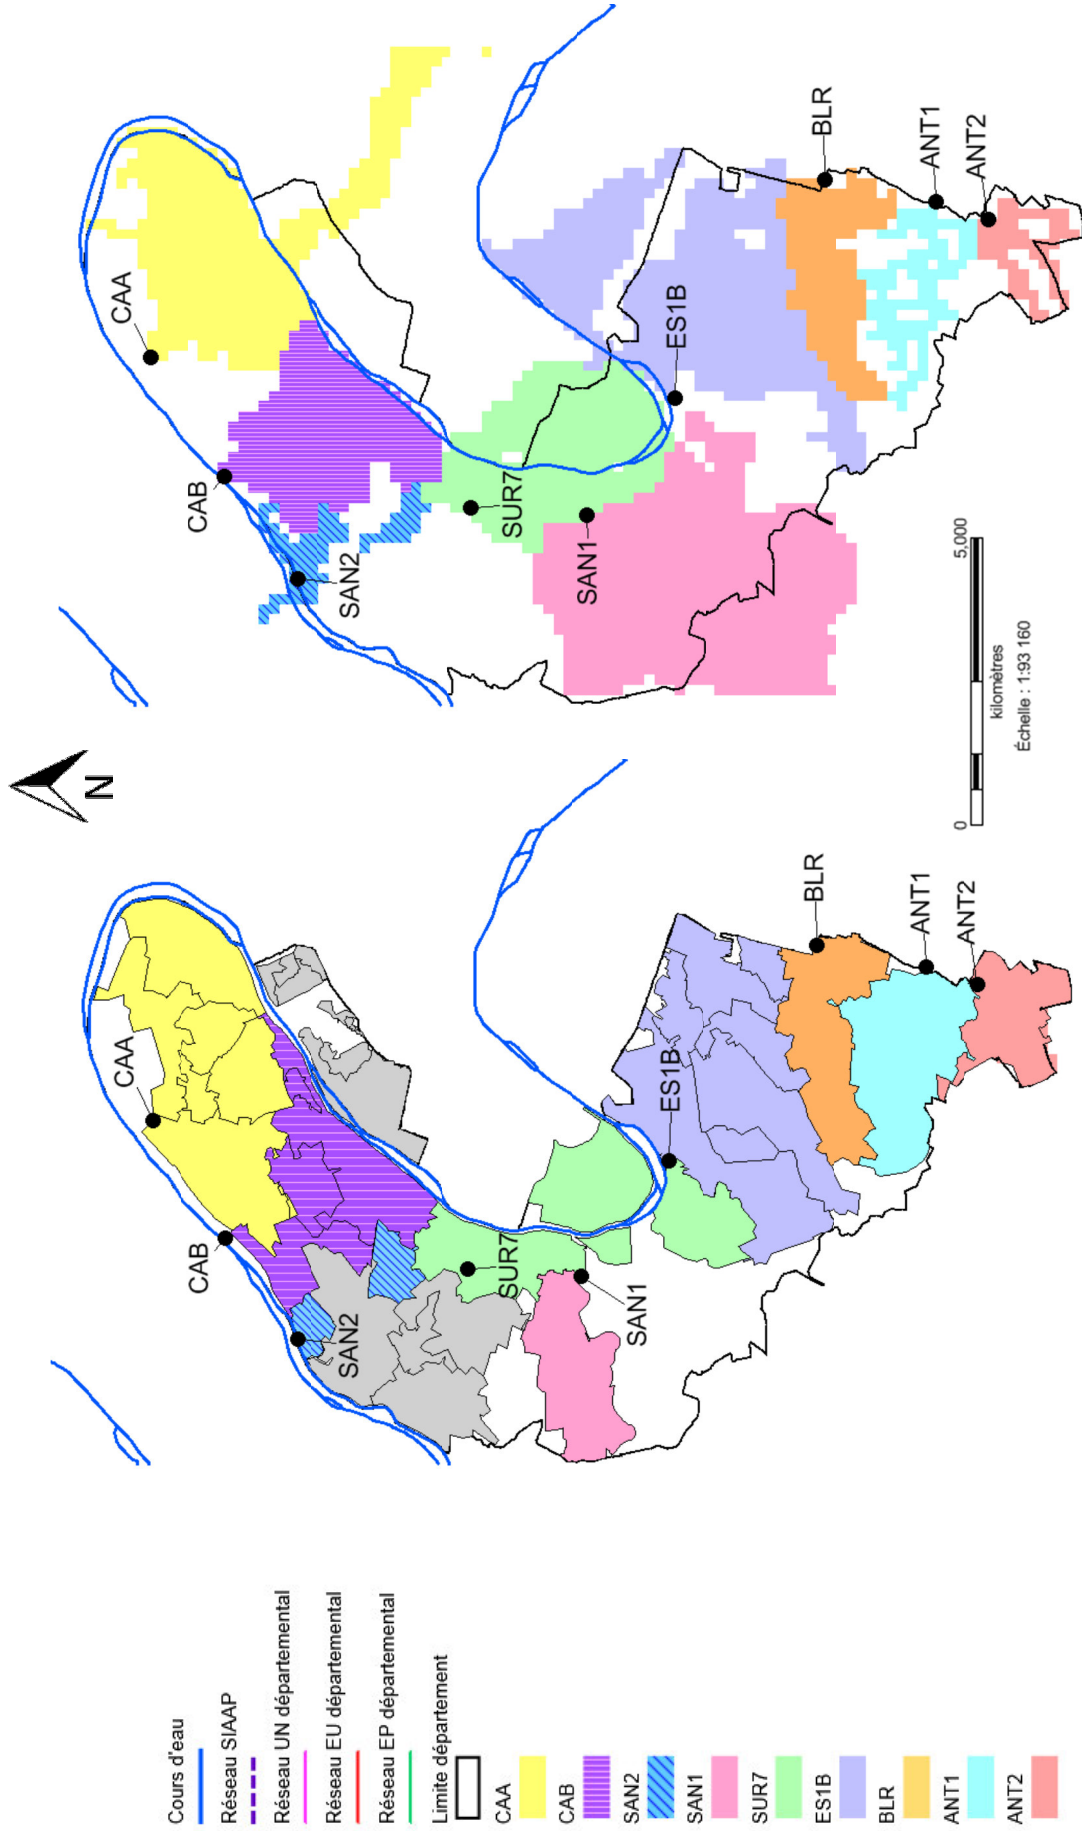 Cours d'eau
Réseau SIAAP
Réseau UN départemental
Réseau EU départemental
Réseau EP départemental
Limite département
CAA
CAB
SAN2
SAN1
SUR7
ES1B
BLR
ANT1
ANT2
N
CAA
CAB
SAN2
SUR7
SAN1
ES1B
BLR
ANT1
ANT2
CAA
CAB
SAN2
SUR7
SAN1
ES1B
BLR
ANT1
ANT2
0
5,000
kilomètres
Échelle : 1:93 160